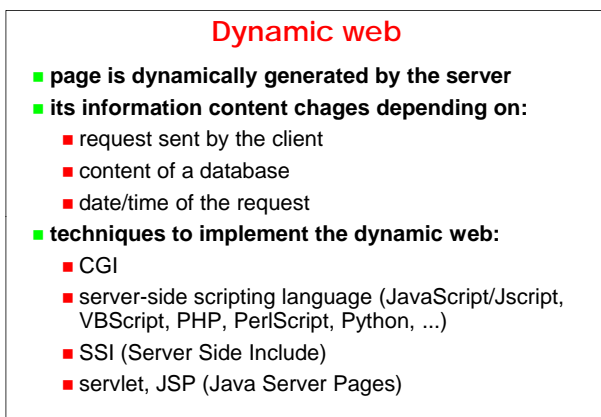 Dynamic web
page is dynamically generated by the server
its information content chages depending on:
request sent by the client
content of a database
date/time of the request
techniques to implement the dynamic web:
CGI
server-side scripting language (JavaScript/Jscript,
VBScript, PHP, PerlScript, Python, ...)
SSI (Server Side Include)
servlet, JSP (Java Server Pages)